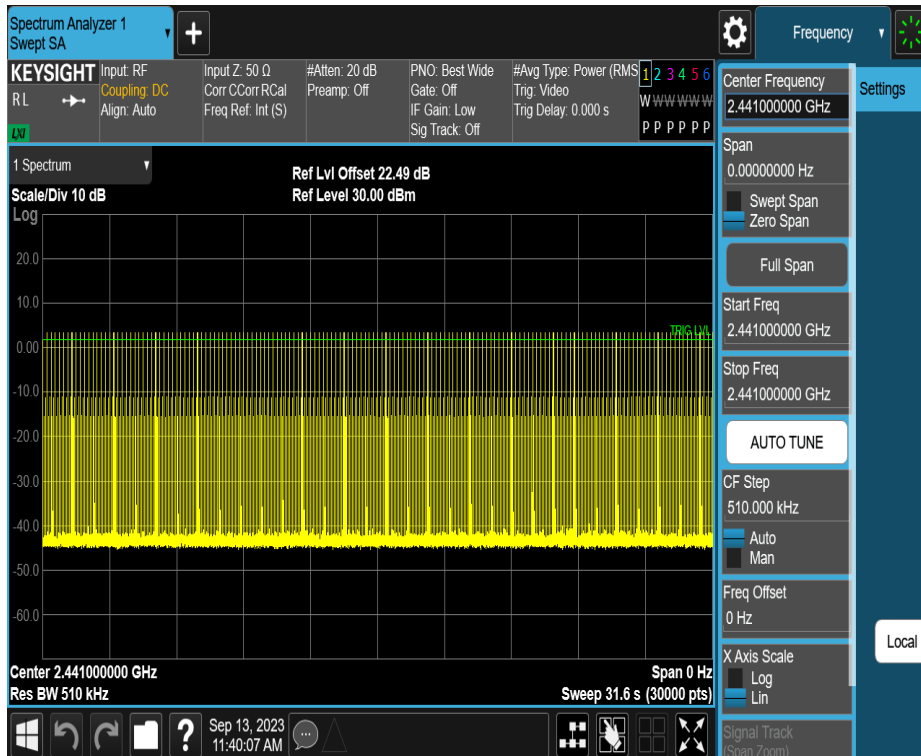 Spectrum Analyzer 1
Swept SA
Frequency
KEYSIGHT
R L
LXI
Input: RF
Coupling: DC
Align: Auto
Input Z: 50 Ω
Corr CCorr RCal
Freq Ref: Int (S)
#Atten: 20 dB
Preamp: Off
PNO: Best Wide
Gate: Off
IF Gain: Low
Sig Track: Off
#Avg Type: Power (RMS
Trig: Video
Trig Delay: 0.000 s
1 2 3 4 5 6
W W W W W W
P P P P P P
1 Spectrum
Scale/Div 10 dB
Ref Lvl Offset 22.49 dB
Ref Level 30.00 dBm
Log
20.0
10.0
TRIG LVL
0.00
-10.0
-20.0
-30.0
-40.0
-50.0
-60.0
Center 2.441000000 GHz
Res BW 510 kHz
Span 0 Hz
Sweep 31.6 s (30000 pts)
Center Frequency
2.441000000 GHz
Span
0.00000000 Hz
Swept Span
Zero Span
Full Span
Start Freq
2.441000000 GHz
Stop Freq
2.441000000 GHz
AUTO TUNE
CF Step
510.000 kHz
Auto
Man
Freq Offset
0 Hz
X Axis Scale
Log
Lin
Signal Track
(Span Zoom)
Settings
Local
?
Sep 13, 2023
11:40:07 AM